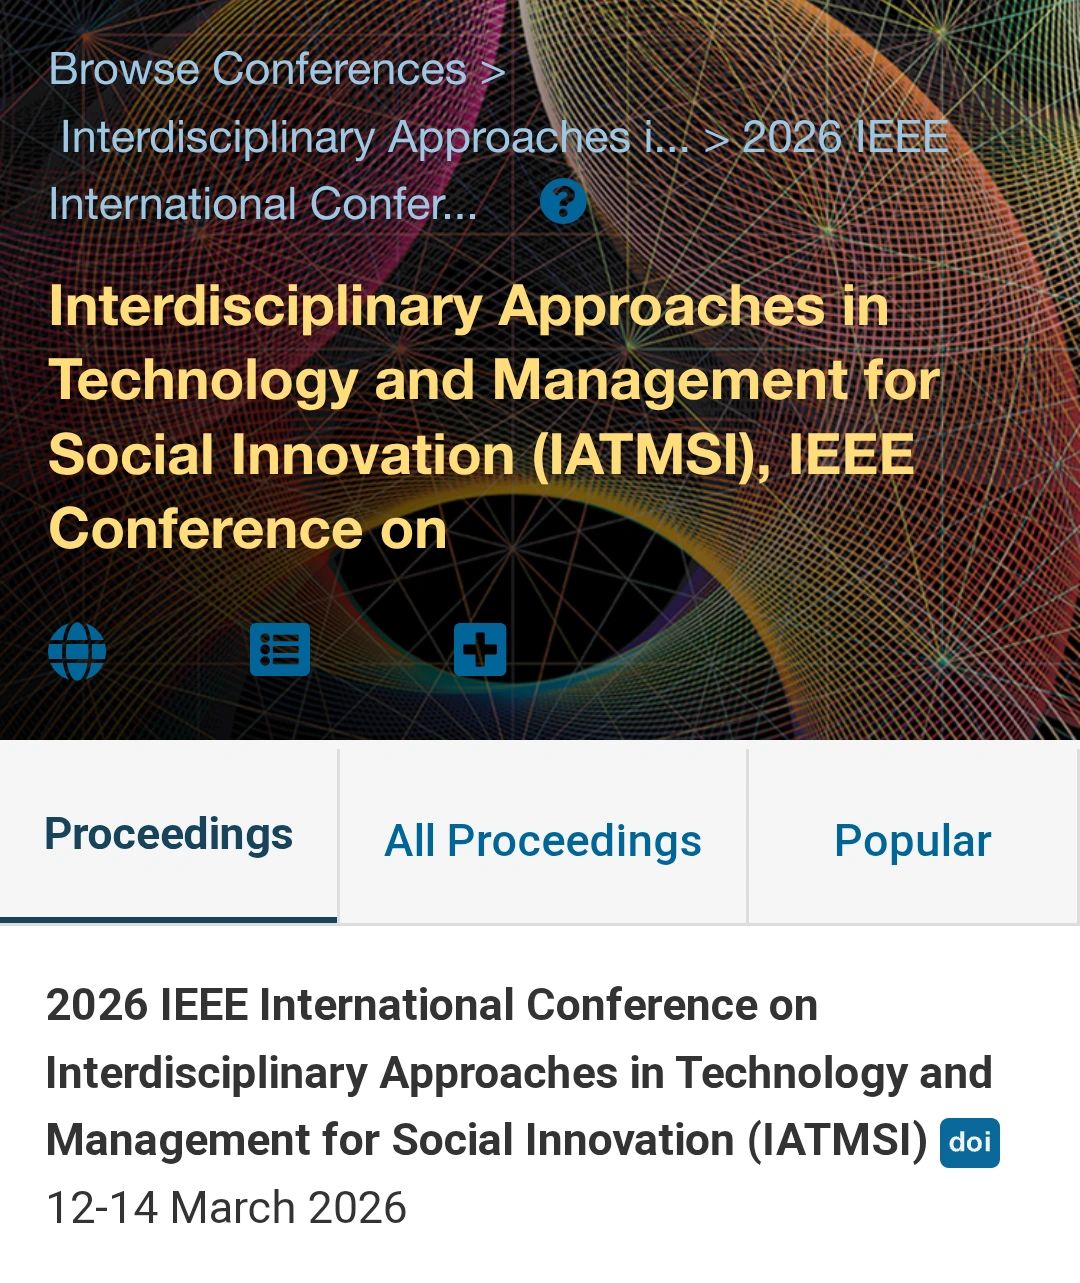 Browse Conferences >
Interdisciplinary Approaches i... > 2026 IEEE
International Confer... ?
Interdisciplinary Approaches in
Technology and Management for
Social Innovation (IATMSI), IEEE
Conference on
Proceedings
All Proceedings
Popular
2026 IEEE International Conference on
Interdisciplinary Approaches in Technology and
Management for Social Innovation (IATMSI) doi
12-14 March 2026